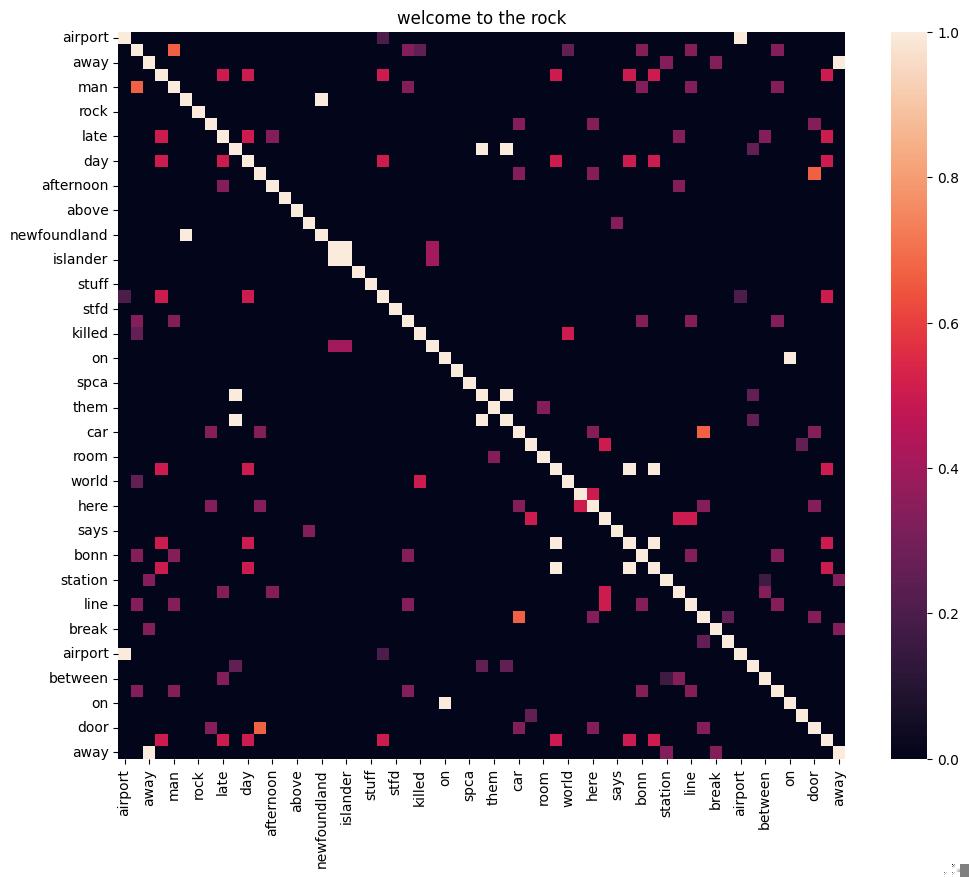 welcome to the rock
airport
away
man
rock
late
day
afternoon
above
newfoundland
islander
stuff
stfd
killed
on
spca
them
car
room
world
here
says
bonn
station
line
break
airport
between
on
door
away
1.0
0.8
0.6
0.4
0.2
0.0
airport
away
man
rock
late
day
afternoon
above
newfoundland
islander
stuff
stfd
killed
on
spca
them
car
room
world
here
says
bonn
station
line
break
airport
between
on
door
away